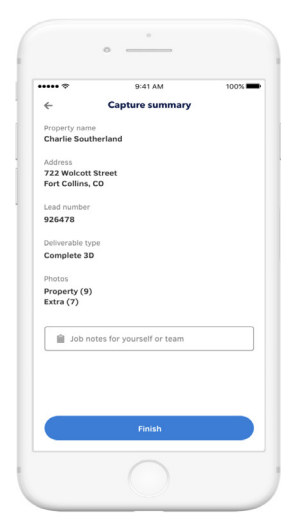 9:41 AM
100%
Capture summary
Property name
Charlie Southerland
Address
722 Wolcott Street
Fort Collins, CO
Lead number
926478
Deliverable type
Complete 3D
Photos
Property (9)
Extra (7)
Job notes for yourself or team
Finish